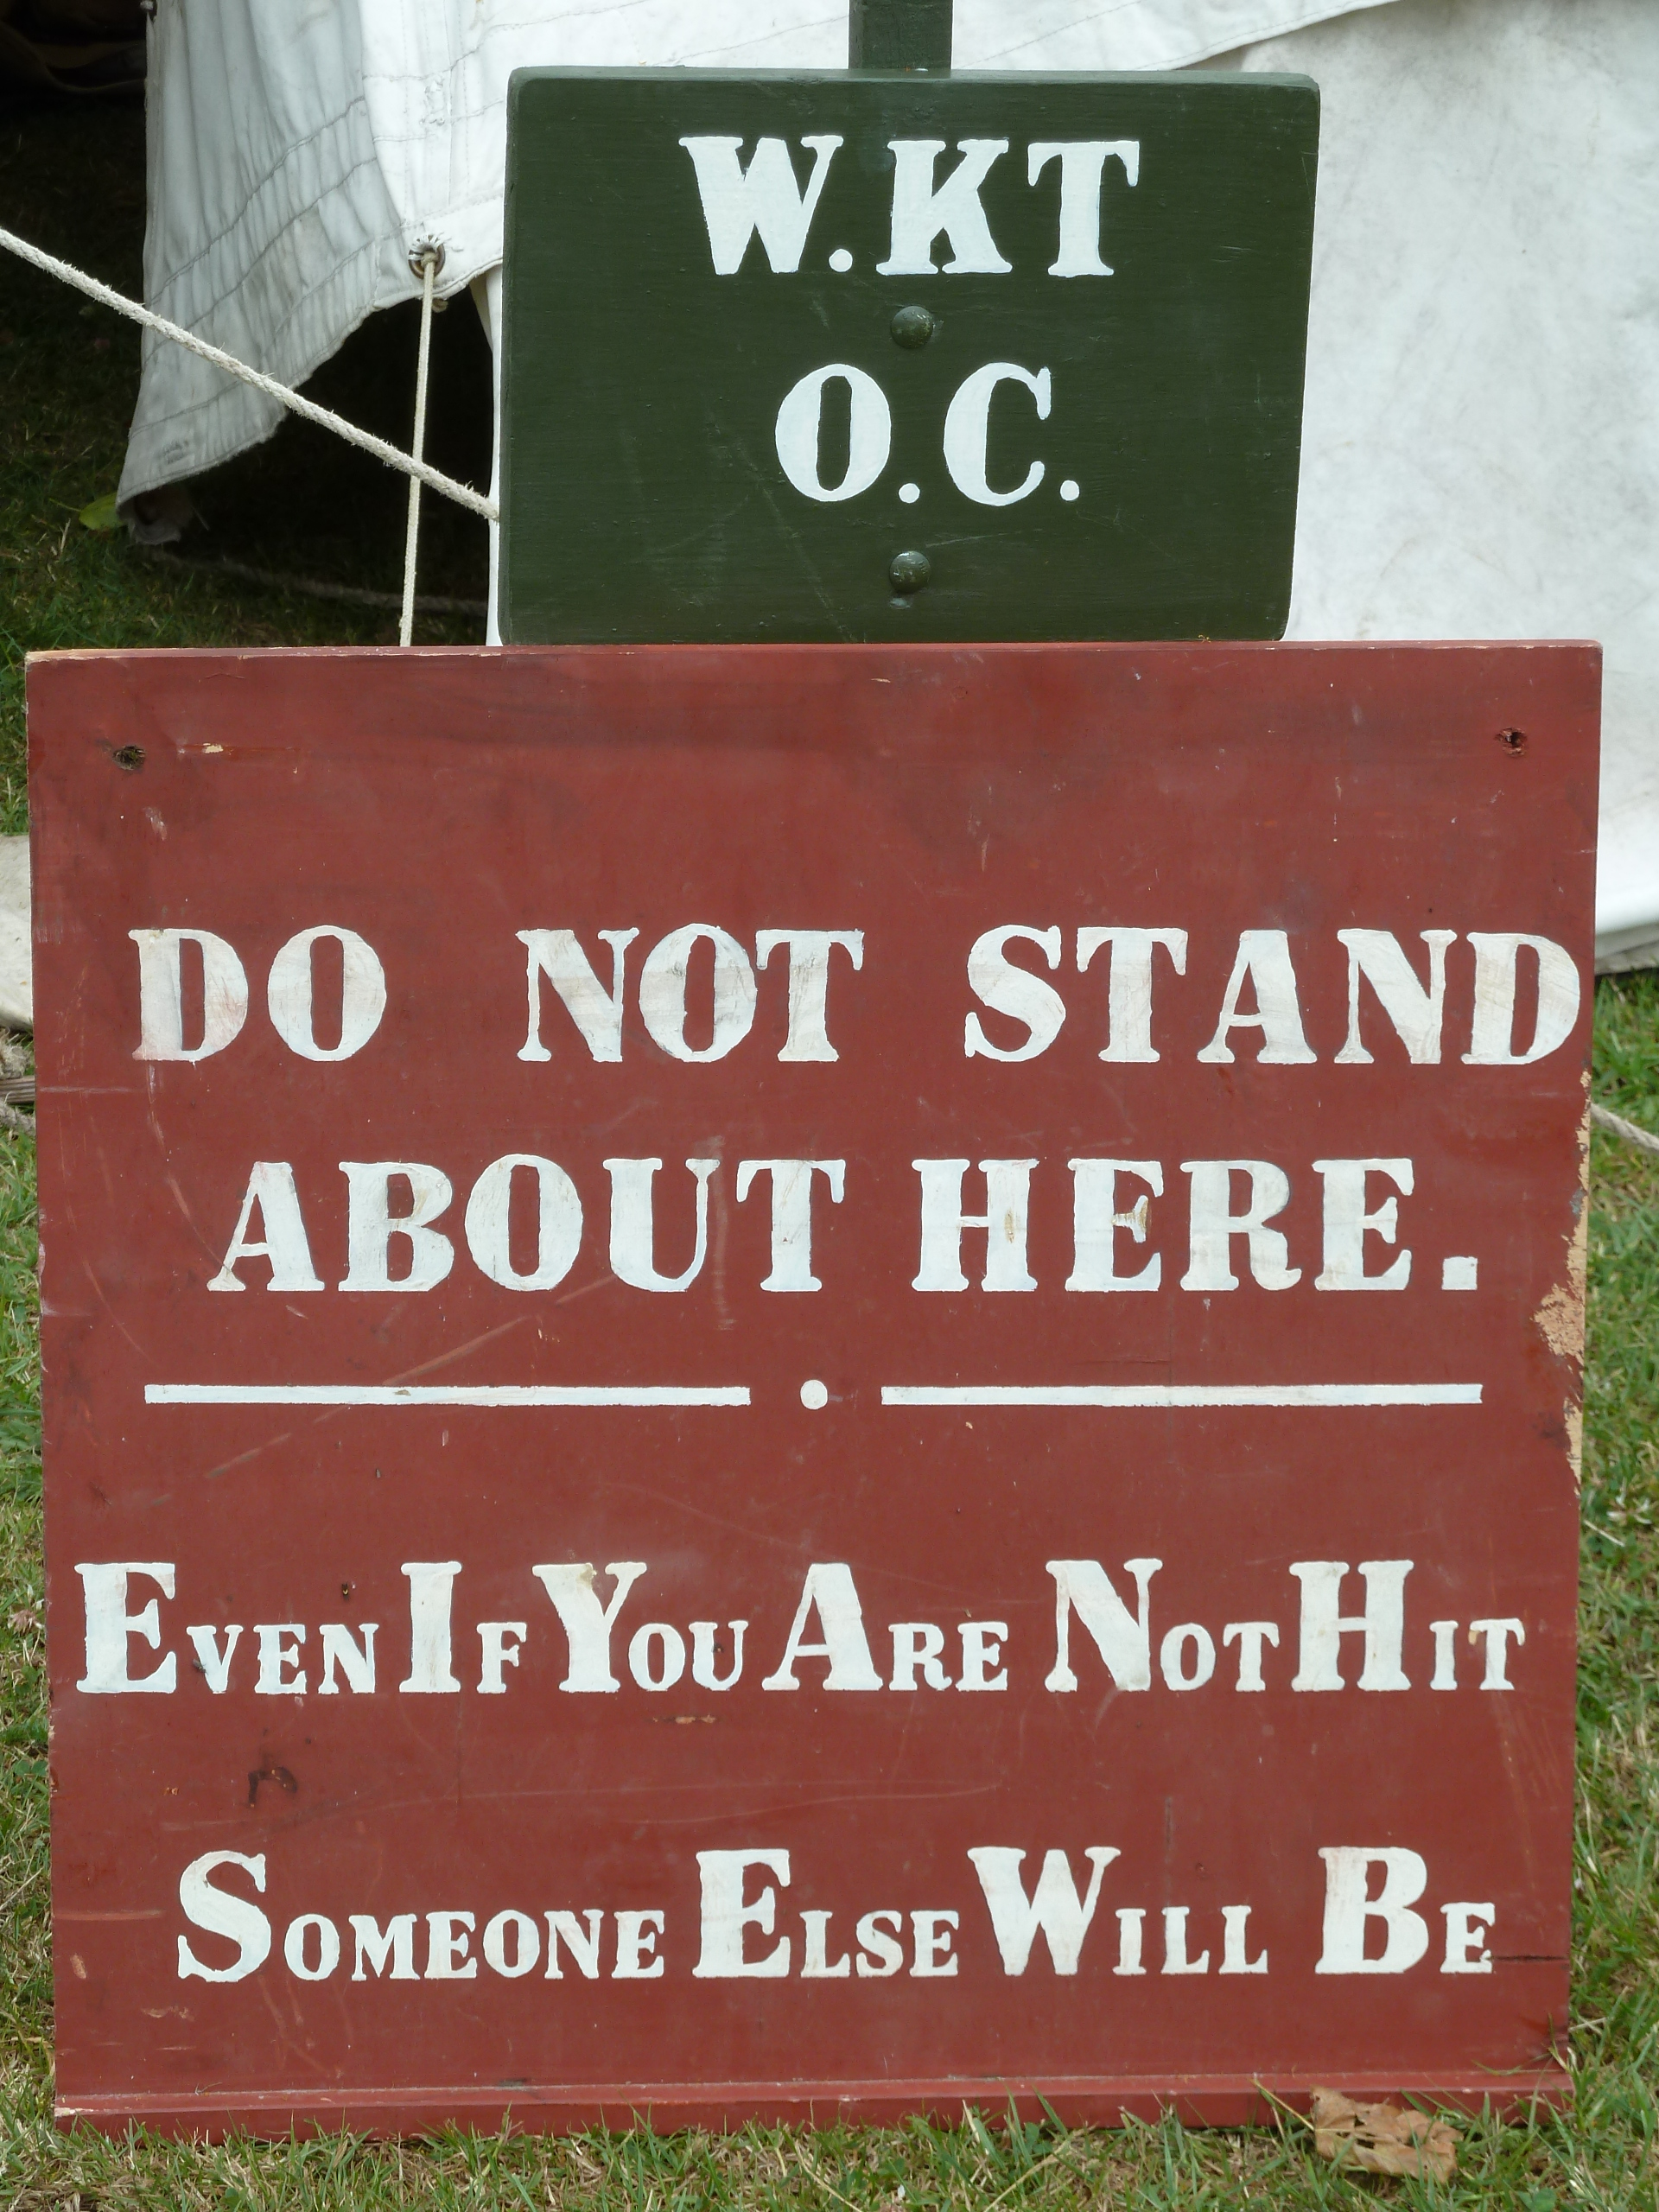 W.KT
O.C.
DO NOT STAND
ABOUT HERE.
EVEN IF YOU ARE NOT HIT
SOMEONE ELSE WILL BE